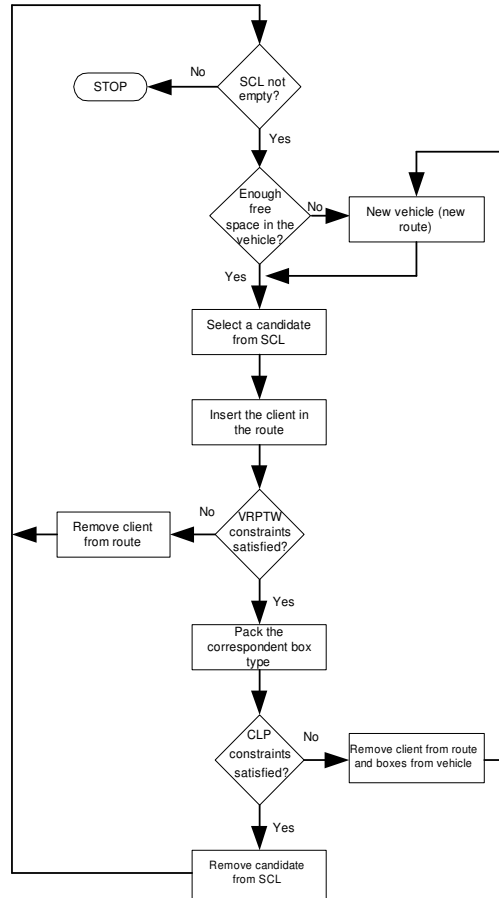 SCL not
empty?
No
STOP
Yes
Enough
free
space in the
vehicle?
No
New vehicle (new
route)
Yes
Select a candidate
from SCL
Insert the client in
the route
VRPTW
constraints
satisfied?
No
Remove client
from route
Yes
Pack the
correspondent box
type
CLP
constraints
satisfied?
No
Remove client from route
and boxes from vehicle
Yes
Remove candidate
from SCL